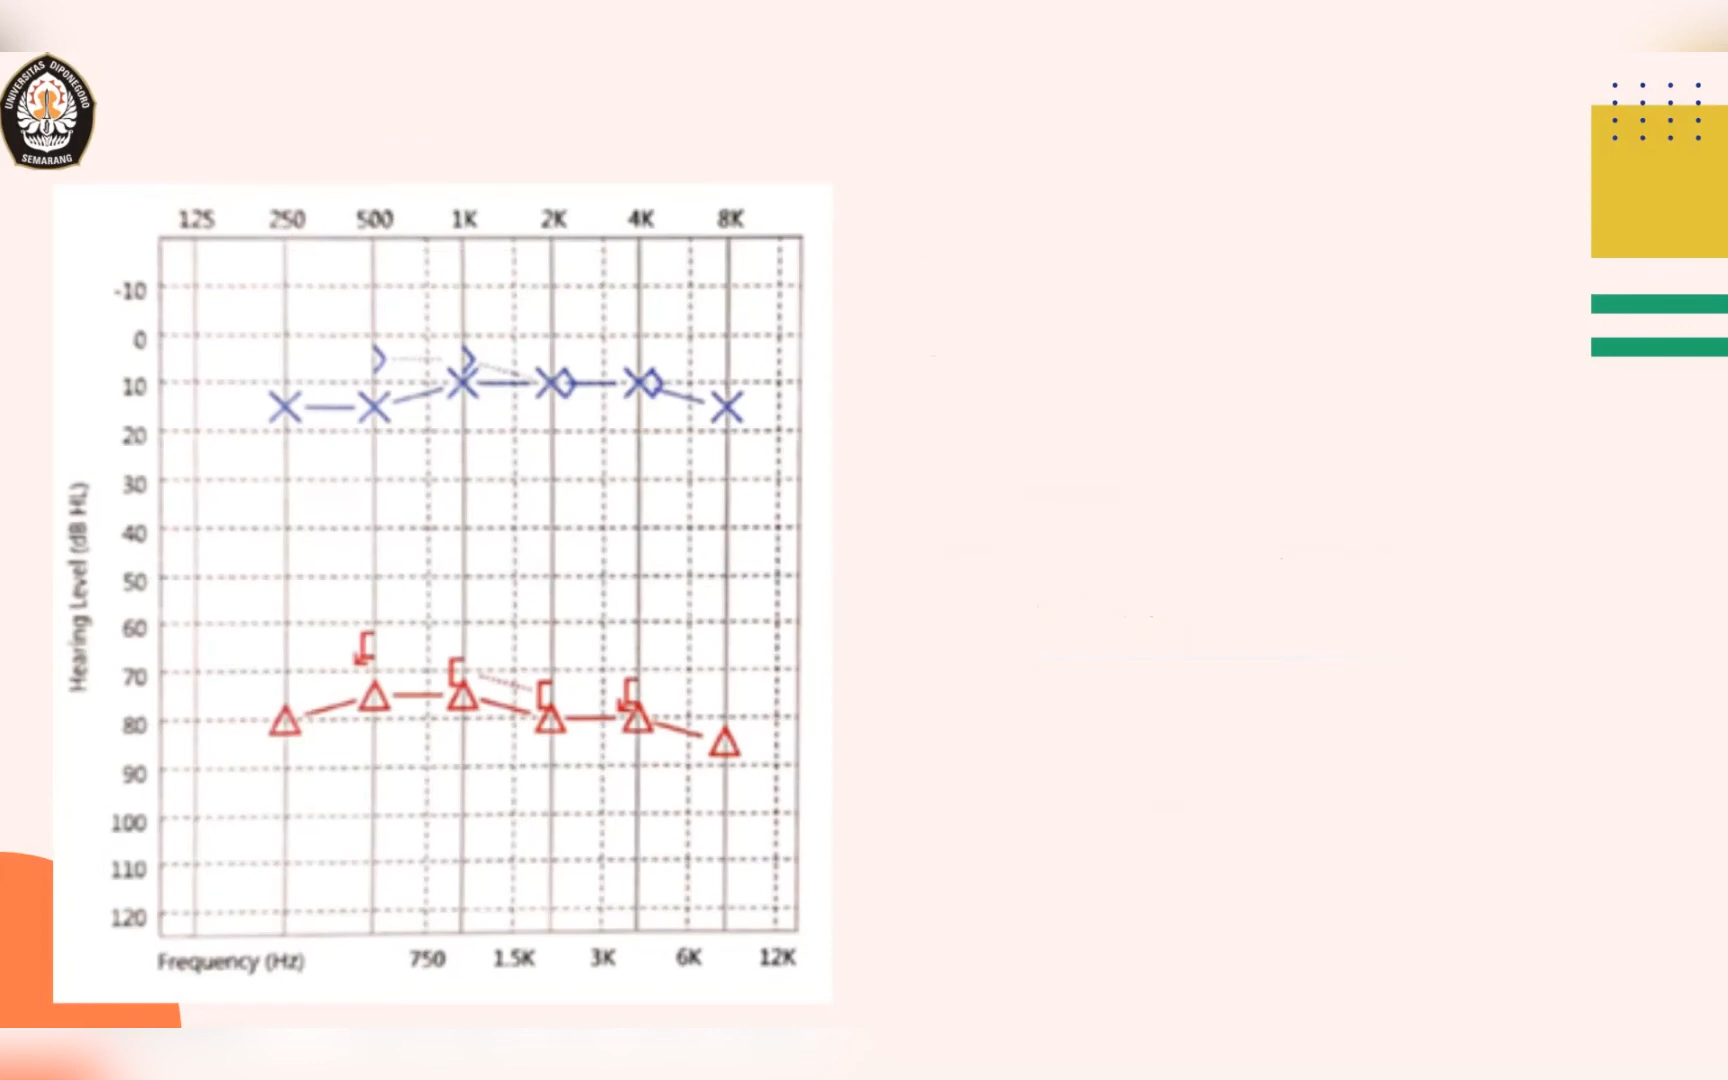 UNIVERSITAS DIPONEGORO
SEMARANG
125 250 500 1K 2K 4K 8K
-10
0
10
20
30
40
50
60
70
80
90
100
110
120
Hearing Level (dB HL)
Frequency (Hz) 750 1.5K 3K 6K 12K